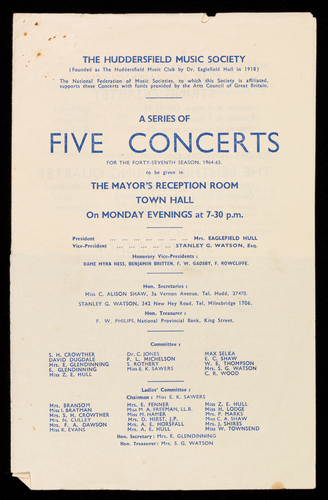 THE HUDDERSFIELD MUSIC SOCIETY
(Founded as The Huddersfield Music Club by Dr. Eaglefield Hull in 1918)
The National Federation of Music Societies, to which this Society is affiliated,
supports these Concerts with funds provided by the Arts Council of Great Britain.
A SERIES OF
FIVE CONCERTS
FOR THE FORTY-SEVENTH SEASON, 1964-65,
to be given in
THE MAYOR'S RECEPTION ROOM
TOWN HALL
On MONDAY EVENINGS at 7-30 p.m.
President ... ... ... ... ... ... ... Mrs. EAGLEFIELD HULL
Vice-President ... ... ... ... ... STANLEY G. WATSON, Esq.
Honorary Vice-Presidents :
DAME MYRA HESS, BENJAMIN BRITTEN, F. W. GADSBY, F. ROWCLIFFE.
Hon. Secretaries :
Miss C. ALISON SHAW, 3a Vernon Avenue, Tel. Hudd. 27470.
STANLEY G. WATSON, 342 New Hey Road, Tel. Milnsbridge 1706.
Hon. Treasurer :
F. W. PHILIPS, National Provincial Bank, King Street.
Committee :
S. H. CROWTHER Dr. C. JONES MAX SELKA
DAVID DUGDALE P. L. MICHELSON E. C. SHAW
Mrs. E. GLENDINNING S. ROTHERY W. E. THOMPSON
E. GLENDINNING Miss E. K. SAWERS Mrs. S. G. WATSON
Miss Z. E. HULL C. R. WOOD
Ladies' Committee :
Chairman : Miss E. K. SAWERS
Mrs. BRANSOM Mrs. E. FENNER Miss Z. E. HULL
Miss I. BRATMAN Miss M. A. FREEMAN, LL.B. Miss M. LODGE
Mrs. S. H. CROWTHER Miss M. HAMER Mrs. P. MARKS
Mrs. N. CULLEY Mrs. D. HIRST, J.P. Miss C. A. SHAW
Mrs. F. A. DAWSON Mrs. A. E. HORSFALL Mrs. J. SHIRES
Miss K. EVANS Mrs. A. E. HULL Miss W. TOWNSEND
Hon. Secretary : Mrs. E. GLENDINNING
Hon. Treasurer : Mrs. S. G. WATSON